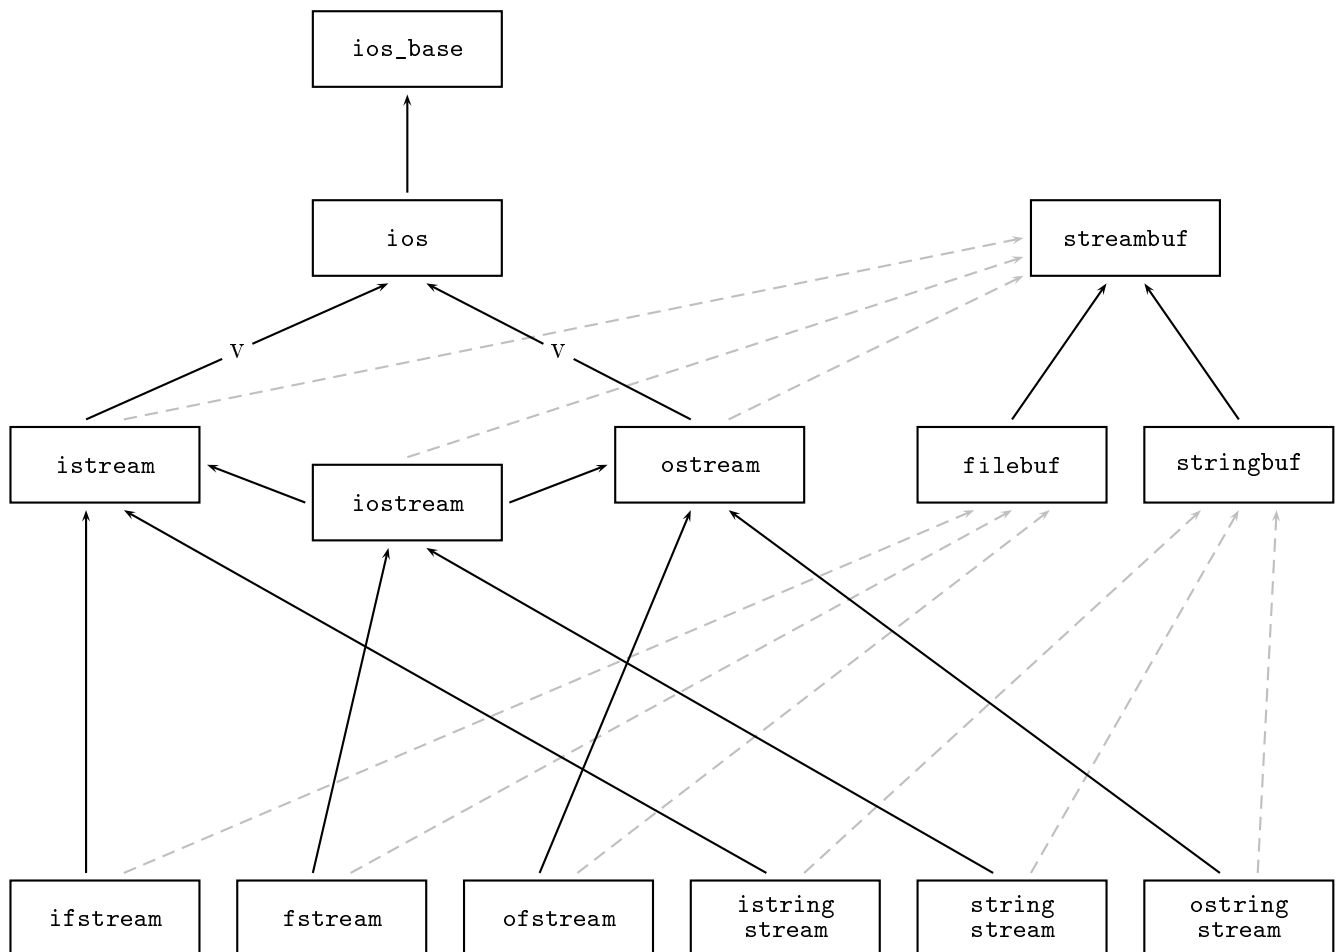 ios_base
ios
streambuf
v
v
istream
iostream
ostream
filebuf
stringbuf
ifstream
fstream
ofstream
istring
stream
string
stream
ostring
stream